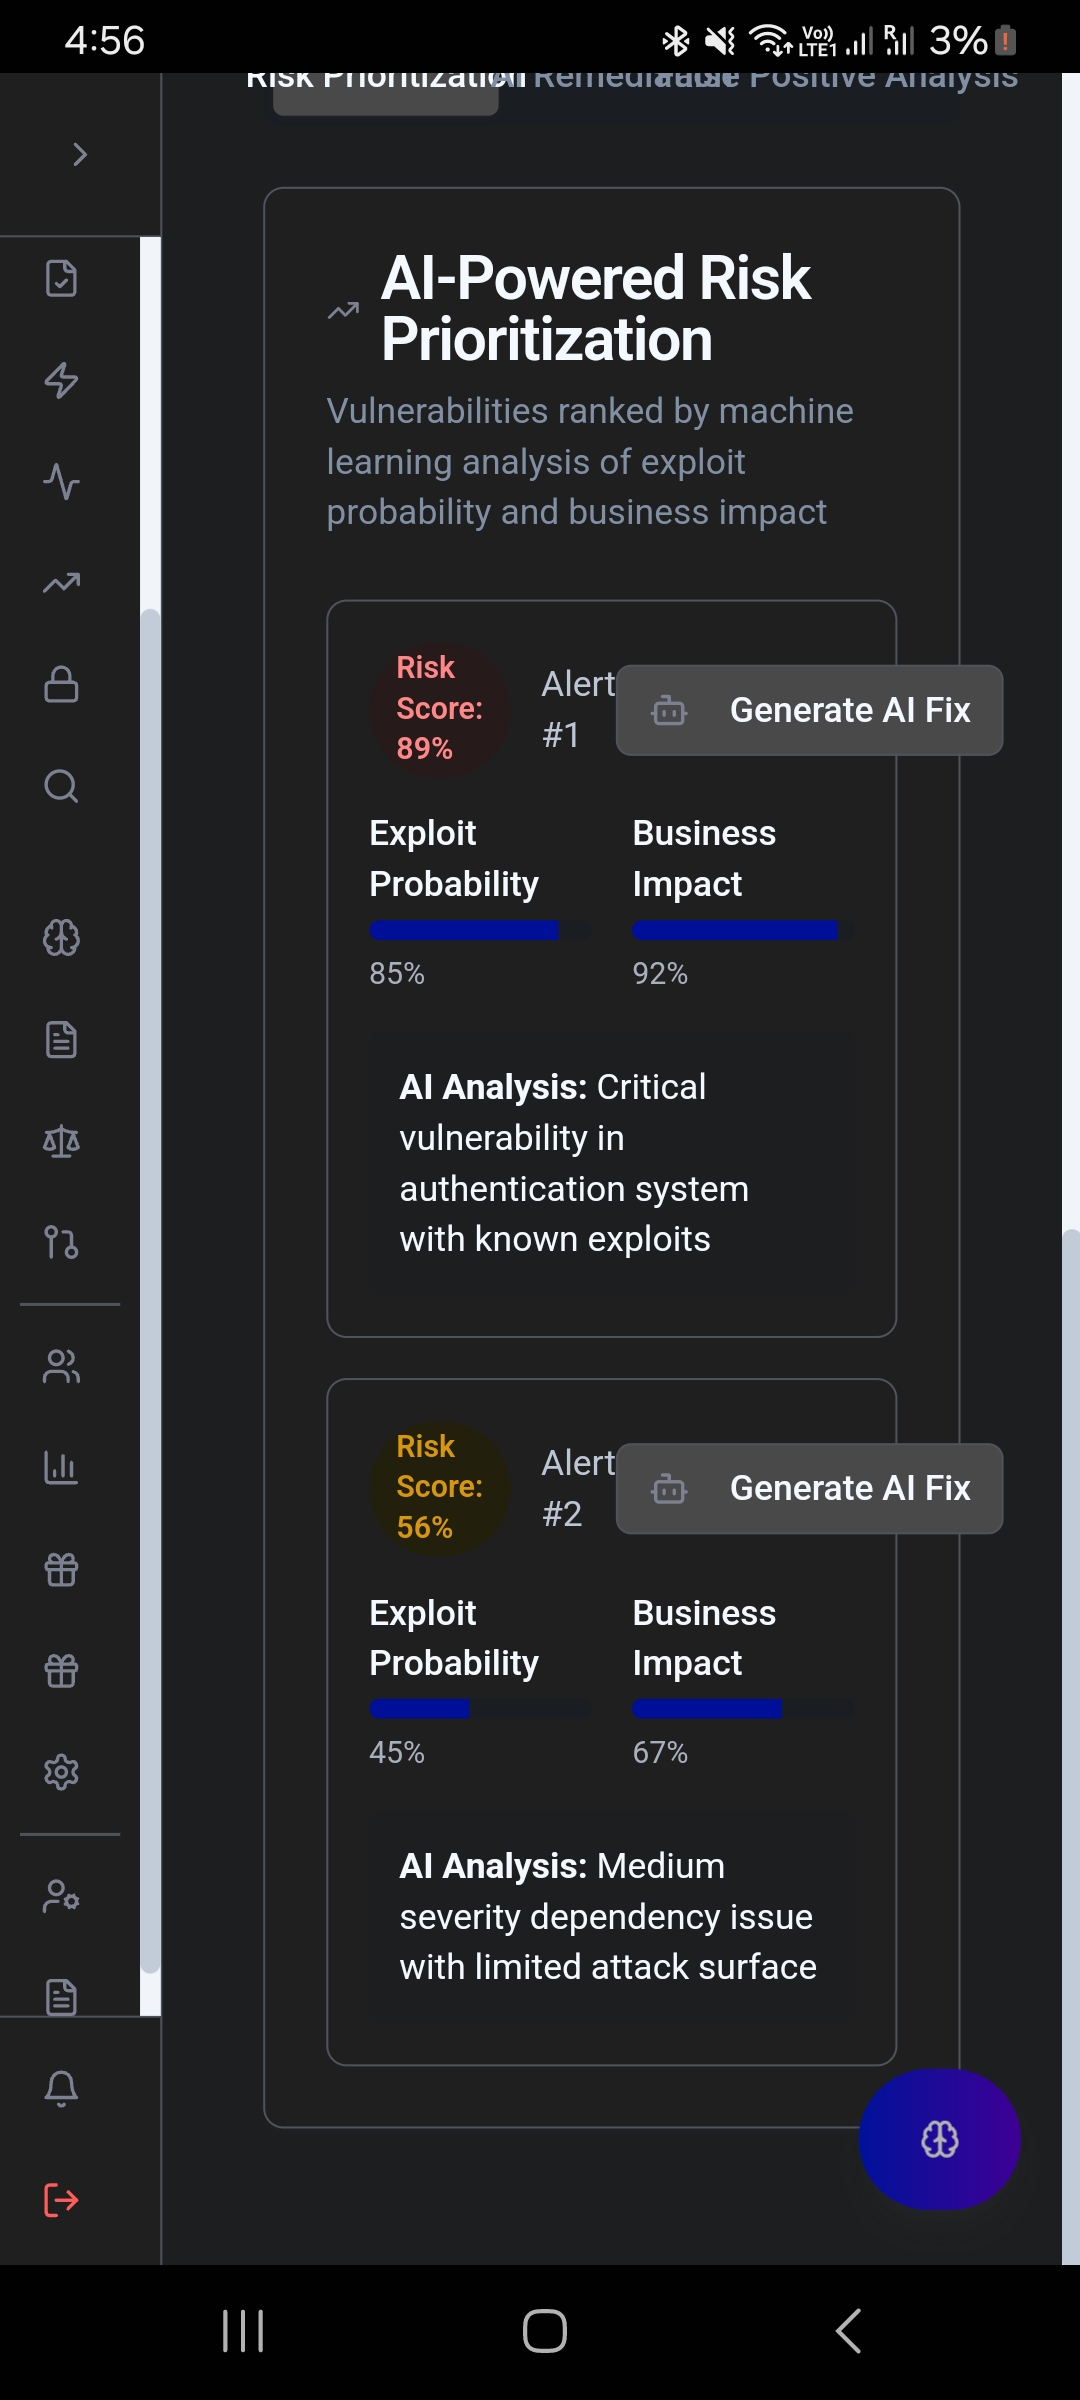 4:56
Vo)) LTE1
R
3%
Risk Prioritization
AI Remediation
False Positive Analysis
AI-Powered Risk
Prioritization
Vulnerabilities ranked by machine
learning analysis of exploit
probability and business impact
Risk
Score:
89%
Alert
#1
Generate AI Fix
Exploit
Probability
85%
Business
Impact
92%
AI Analysis: Critical
vulnerability in
authentication system
with known exploits
Risk
Score:
56%
Alert
#2
Generate AI Fix
Exploit
Probability
45%
Business
Impact
67%
AI Analysis: Medium
severity dependency issue
with limited attack surface